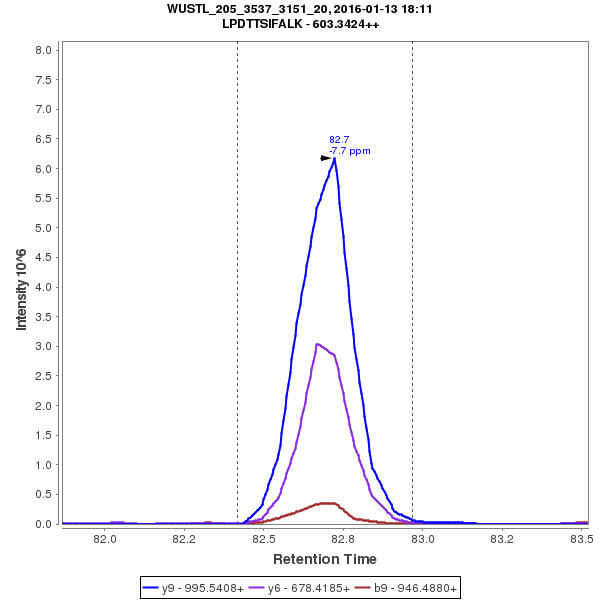 WUSTL_205_3537_3151_20, 2016-01-13 18:11
LPDTTSIFALK - 603.3424++
8.0
7.5
7.0
6.5
6.0
5.5
5.0
4.5
4.0
3.5
3.0
2.5
2.0
1.5
1.0
0.5
0.0
Intensity 10^6
82.7
-7.7 ppm
82.0 82.2 82.5 82.8 83.0 83.2 83.5
Retention Time
y9 - 995.5408+ y6 - 678.4185+ b9 - 946.4880+